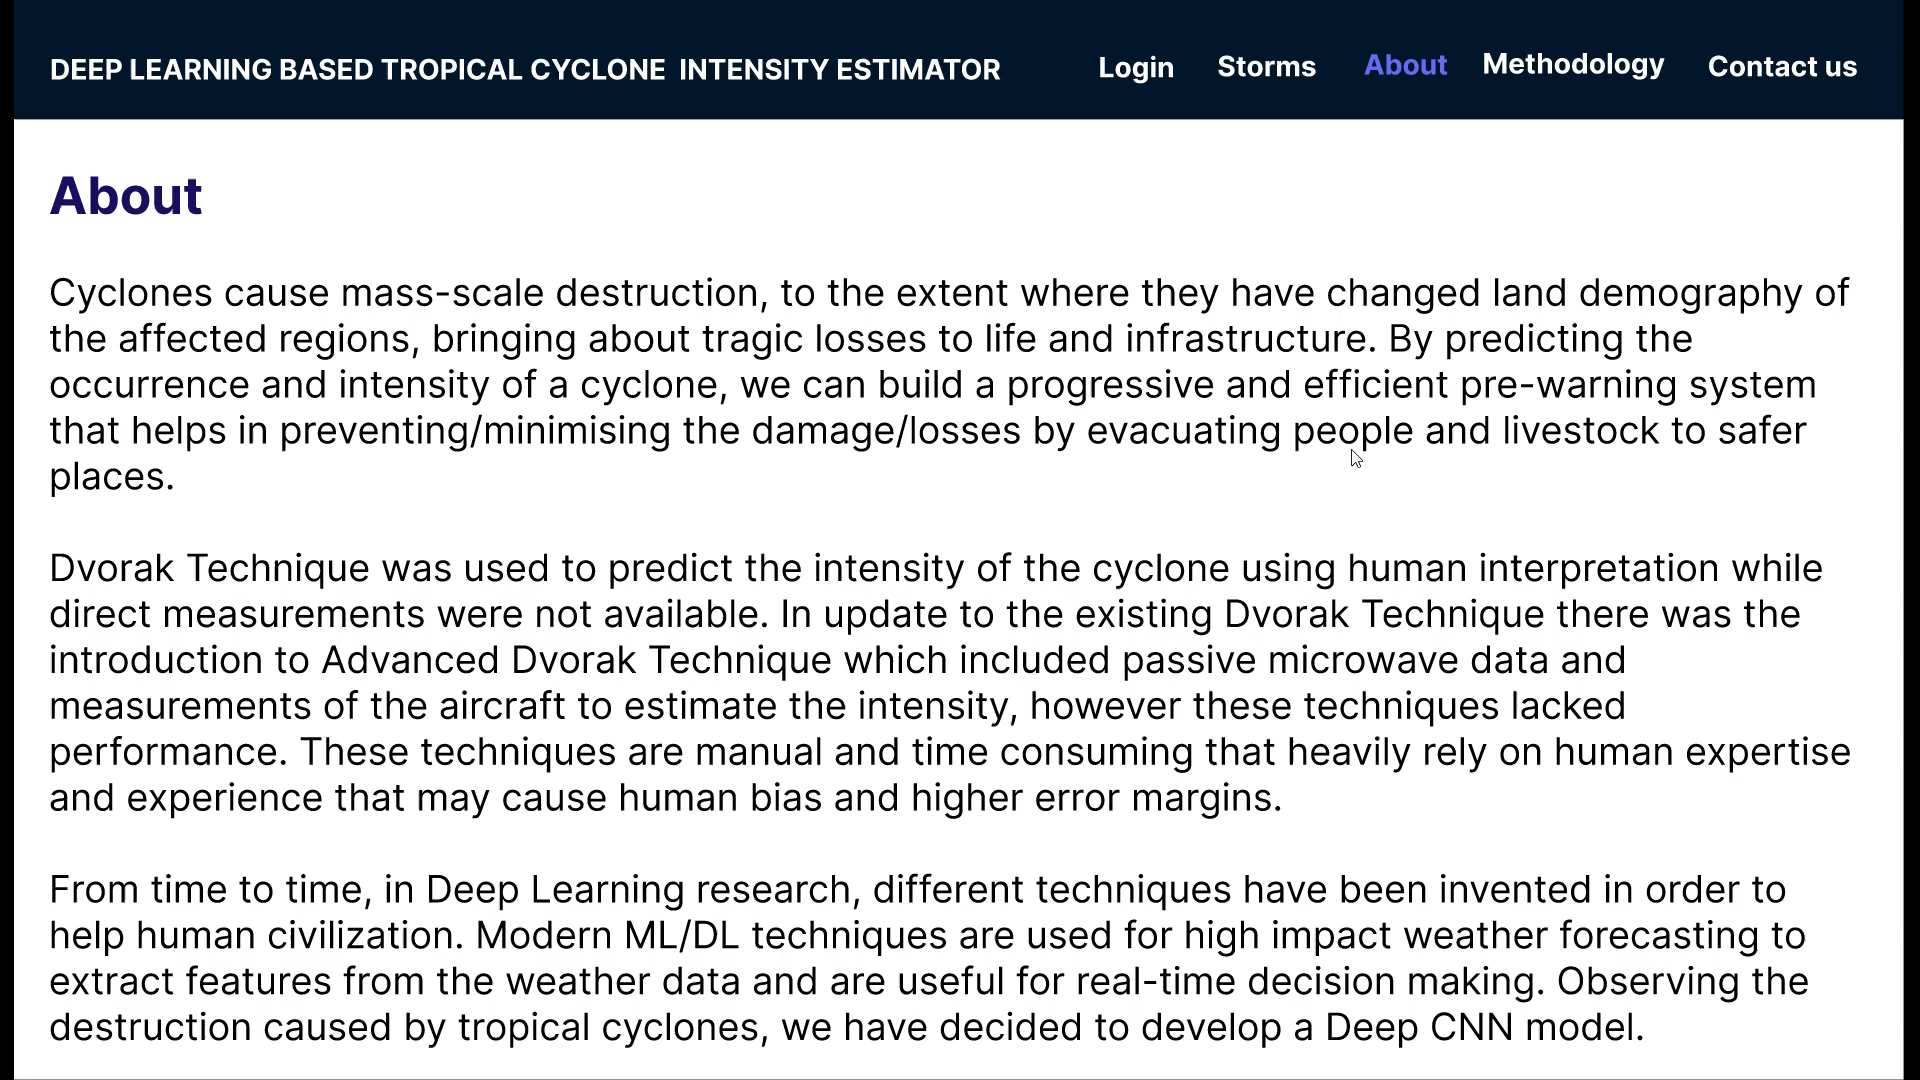 DEEP LEARNING BASED TROPICAL CYCLONE INTENSITY ESTIMATOR Login Storms About Methodology Contact us
About
Cyclones cause mass-scale destruction, to the extent where they have changed land demography of
the affected regions, bringing about tragic losses to life and infrastructure. By predicting the
occurrence and intensity of a cyclone, we can build a progressive and efficient pre-warning system
that helps in preventing/minimising the damage/losses by evacuating people and livestock to safer
places.
Dvorak Technique was used to predict the intensity of the cyclone using human interpretation while
direct measurements were not available. In update to the existing Dvorak Technique there was the
introduction to Advanced Dvorak Technique which included passive microwave data and
measurements of the aircraft to estimate the intensity, however these techniques lacked
performance. These techniques are manual and time consuming that heavily rely on human expertise
and experience that may cause human bias and higher error margins.
From time to time, in Deep Learning research, different techniques have been invented in order to
help human civilization. Modern ML/DL techniques are used for high impact weather forecasting to
extract features from the weather data and are useful for real-time decision making. Observing the
destruction caused by tropical cyclones, we have decided to develop a Deep CNN model.